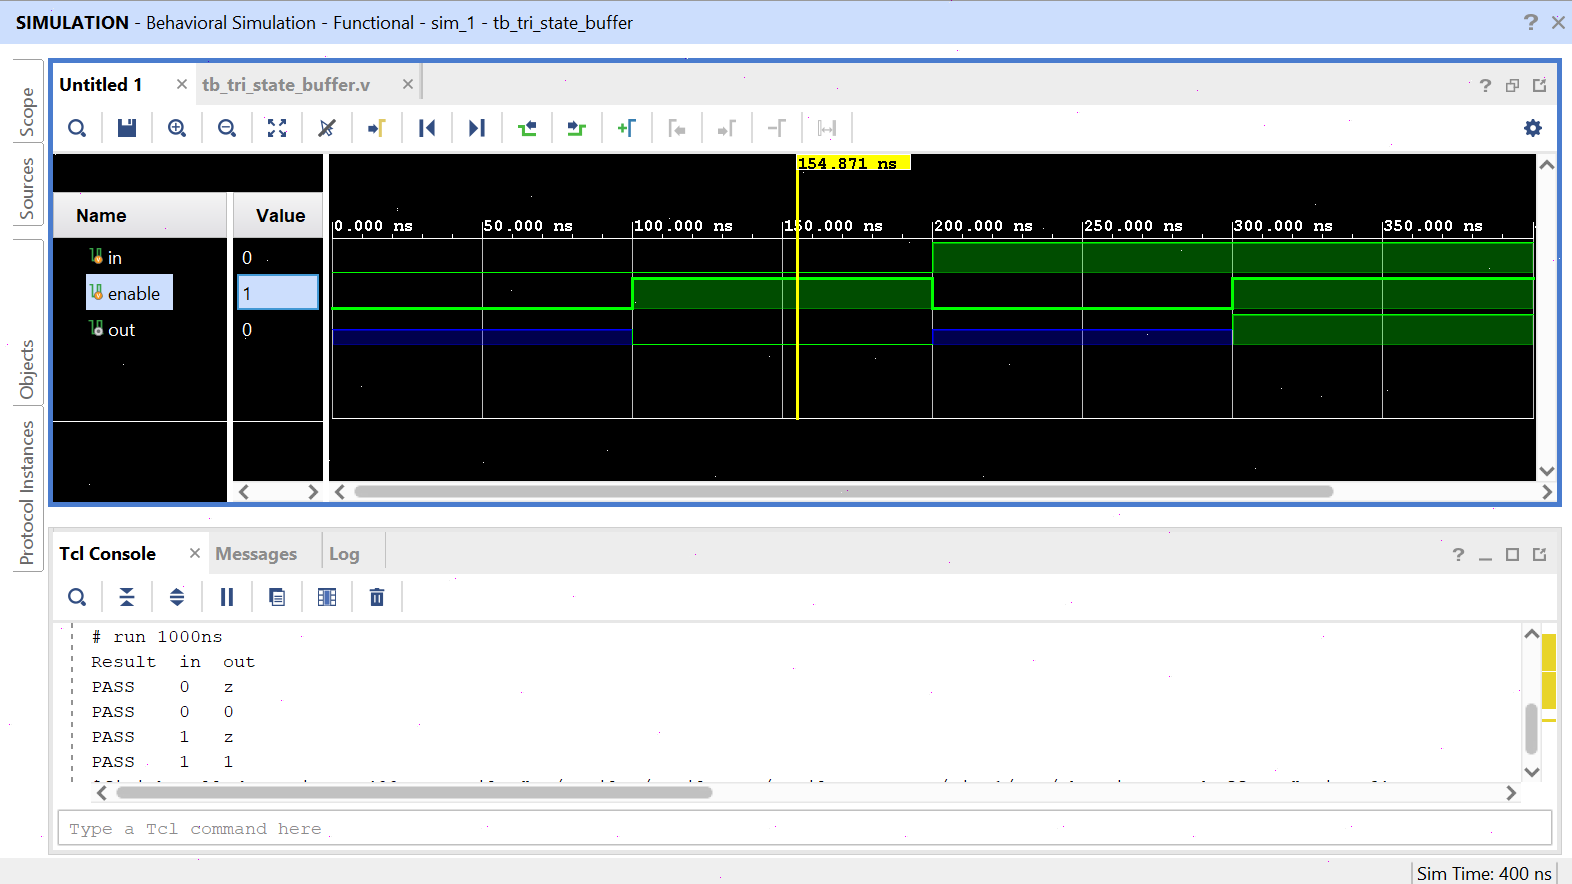 SIMULATION - Behavioral Simulation - Functional - sim_1 - tb_tri_state_buffer
Scope
Sources
Objects
Protocol Instances
Untitled 1
tb_tri_state_buffer.v
154.871 ns
Name Value
0.000 ns 50.000 ns 100.000 ns 150.000 ns 200.000 ns 250.000 ns 300.000 ns 350.000 ns
in 0
enable 1
out 0
Tcl Console Messages Log
# run 1000ns
Result in out
PASS 0 z
PASS 0 0
PASS 1 z
PASS 1 1
Type a Tcl command here
Sim Time: 400 ns